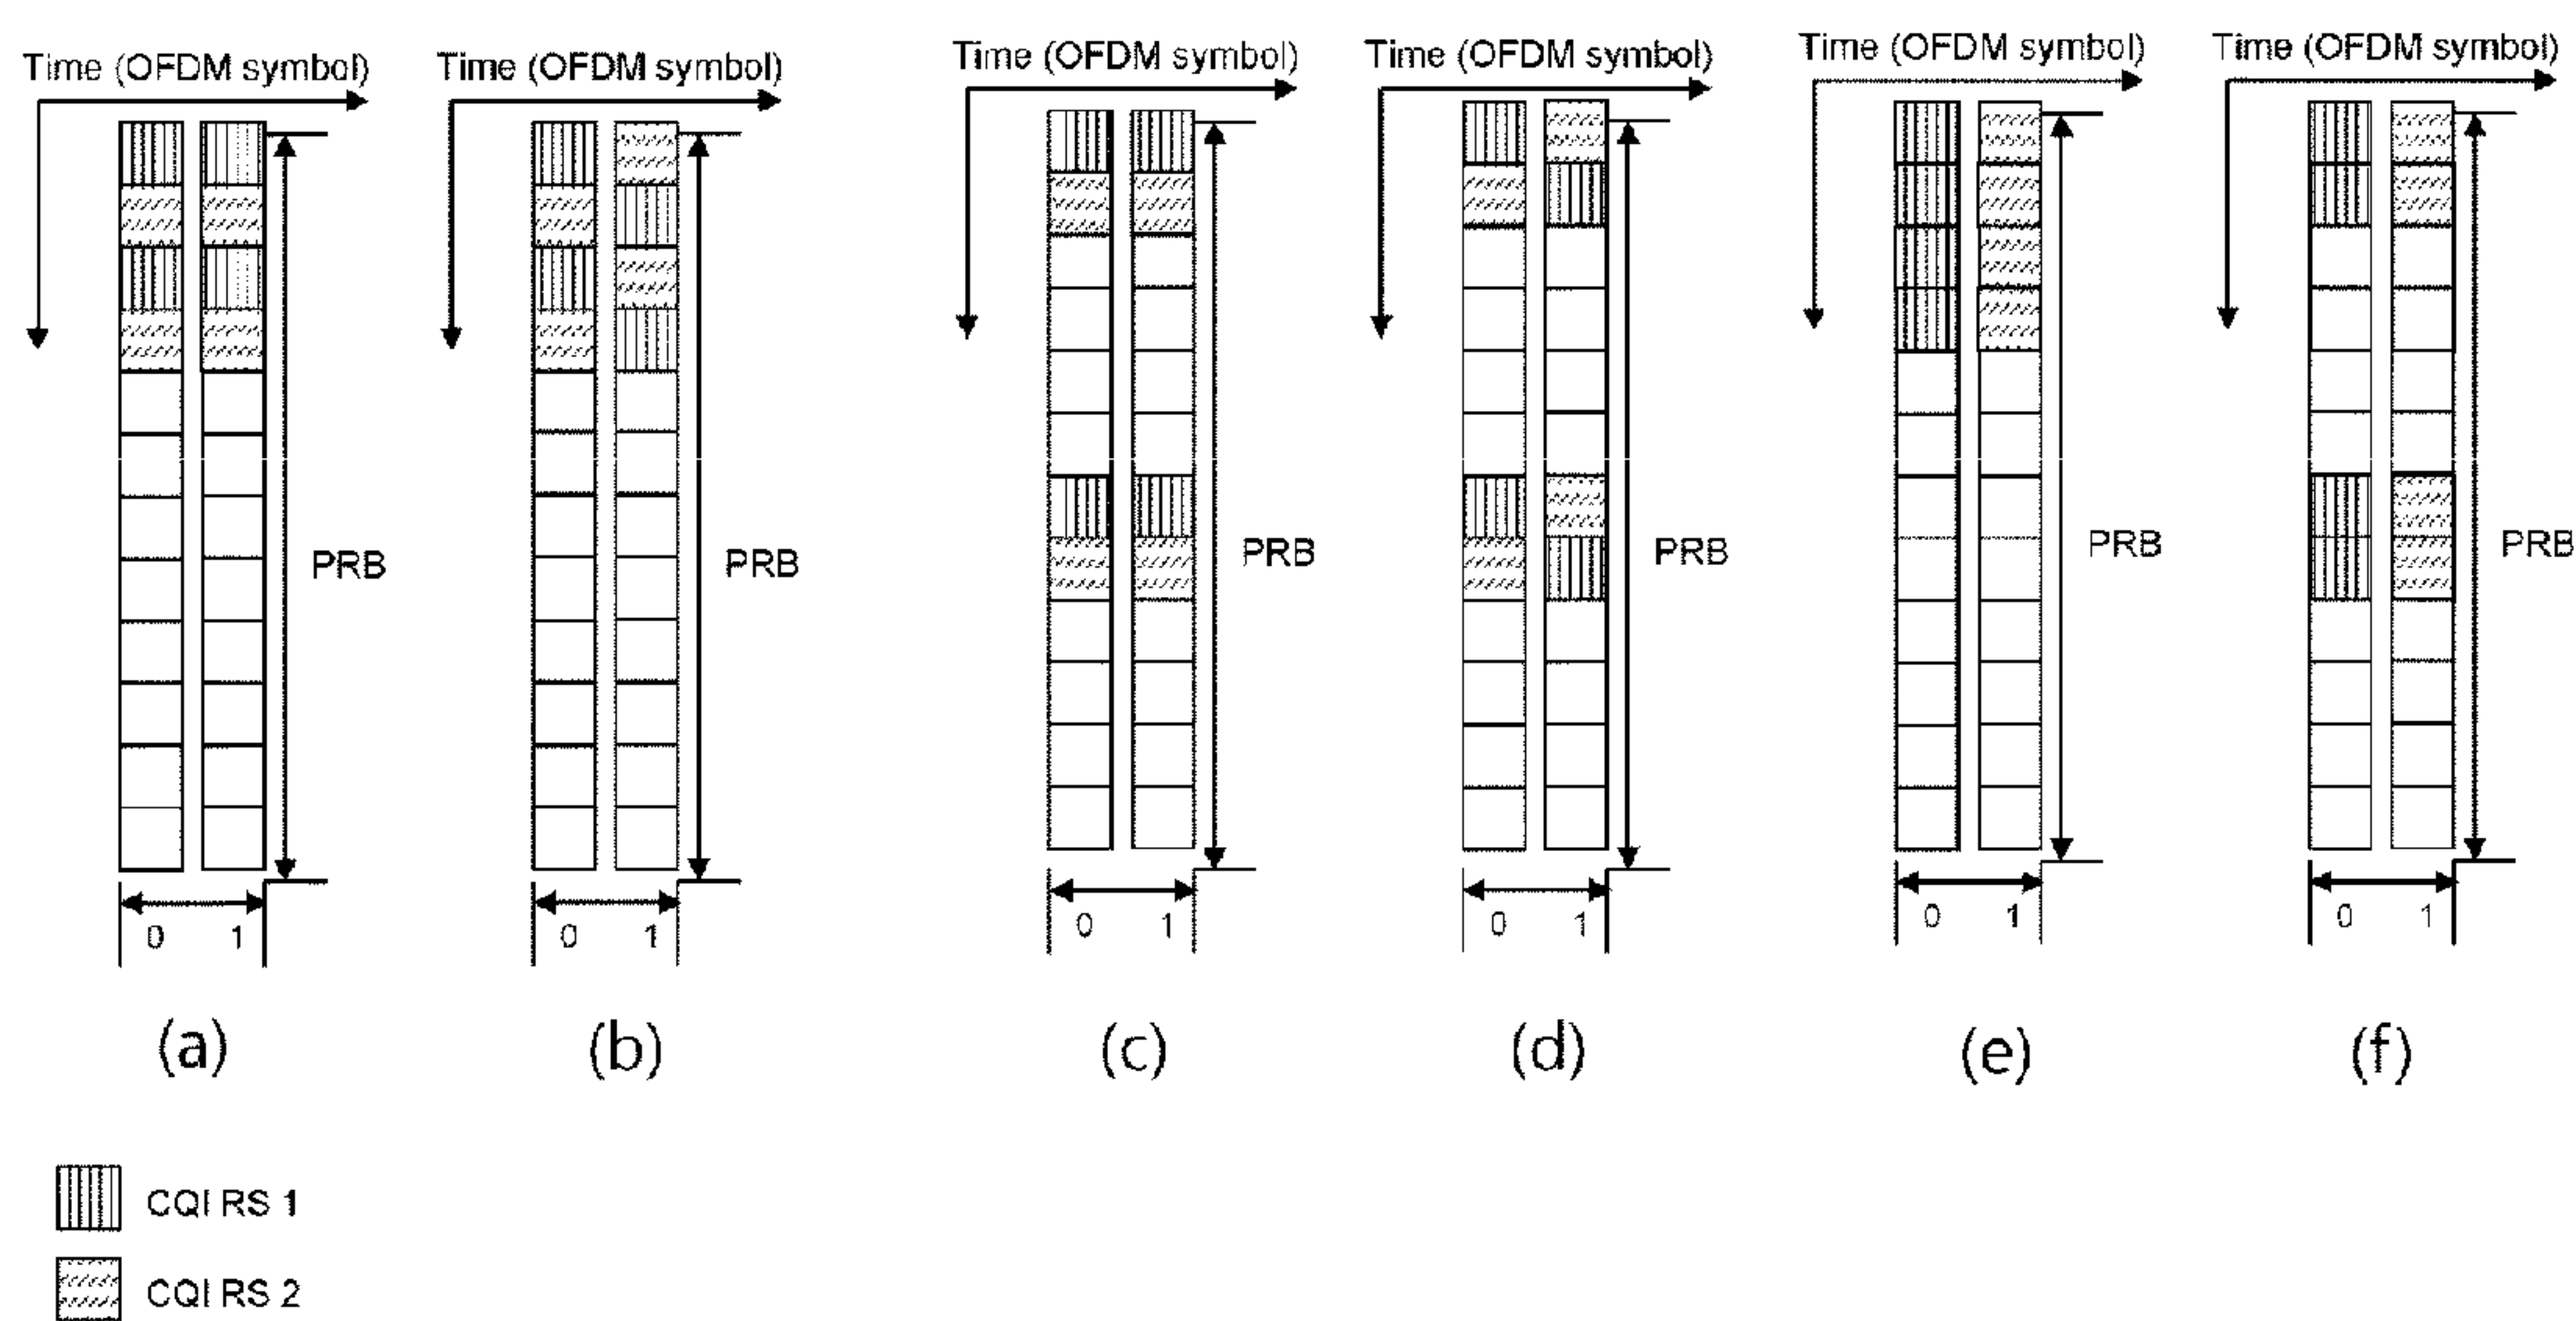 Time (OFDM symbol) Time (OFDM symbol) Time (OFDM symbol) Time (OFDM symbol) Time (OFDM symbol) Time (OFDM symbol)
PRB PRB PRB PRB PRB PRB
0 1 0 1 0 1 0 1 0 1 0 1
(a) (b) (c) (d) (e) (f)
CQI RS 1
CQI RS 2